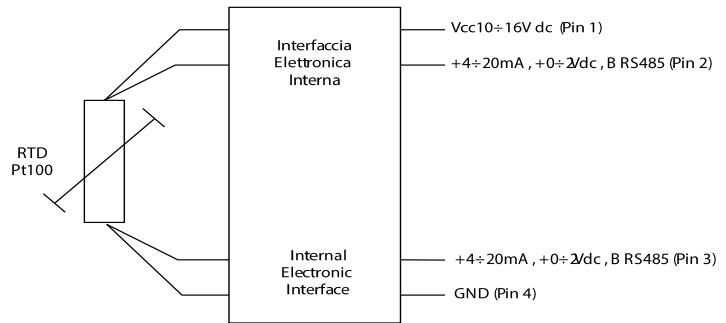 Vcc10÷16V dc (Pin 1)
Interfaccia
Elettronica
Interna
+4÷20mA , +0÷2Vdc , B RS485 (Pin 2)
RTD
Pt100
Internal
Electronic
Interface
+4÷20mA , +0÷2Vdc , B RS485 (Pin 3)
GND (Pin 4)